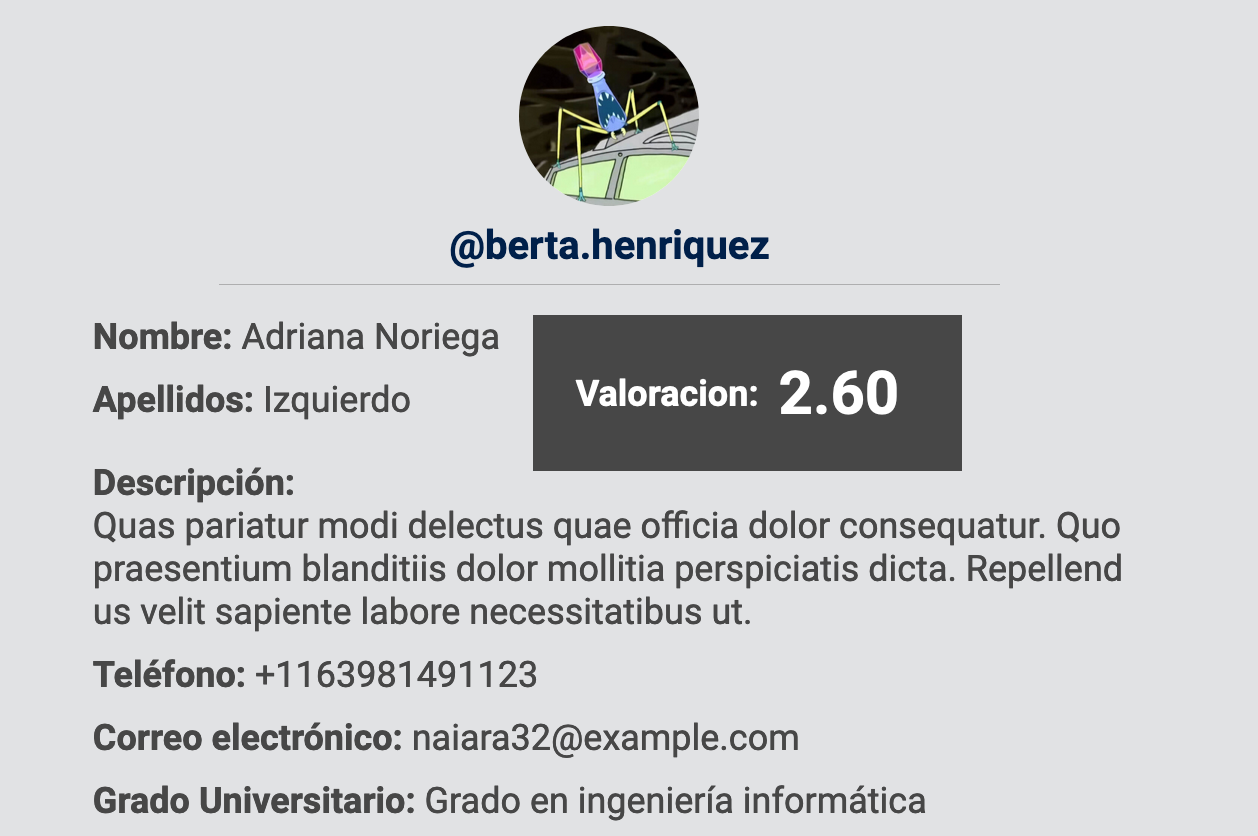 @berta.henriquez
Nombre: Adriana Noriega
Apellidos: Izquierdo
Valoracion: 2.60
Descripción:
Quas pariatur modi delectus quae officia dolor consequatur. Quo
praesentium blanditiis dolor mollitia perspiciatis dicta. Repellend
us velit sapiente labore necessitatibus ut.
Teléfono: +1163981491123
Correo electrónico: naiara32@example.com
Grado Universitario: Grado en ingeniería informática